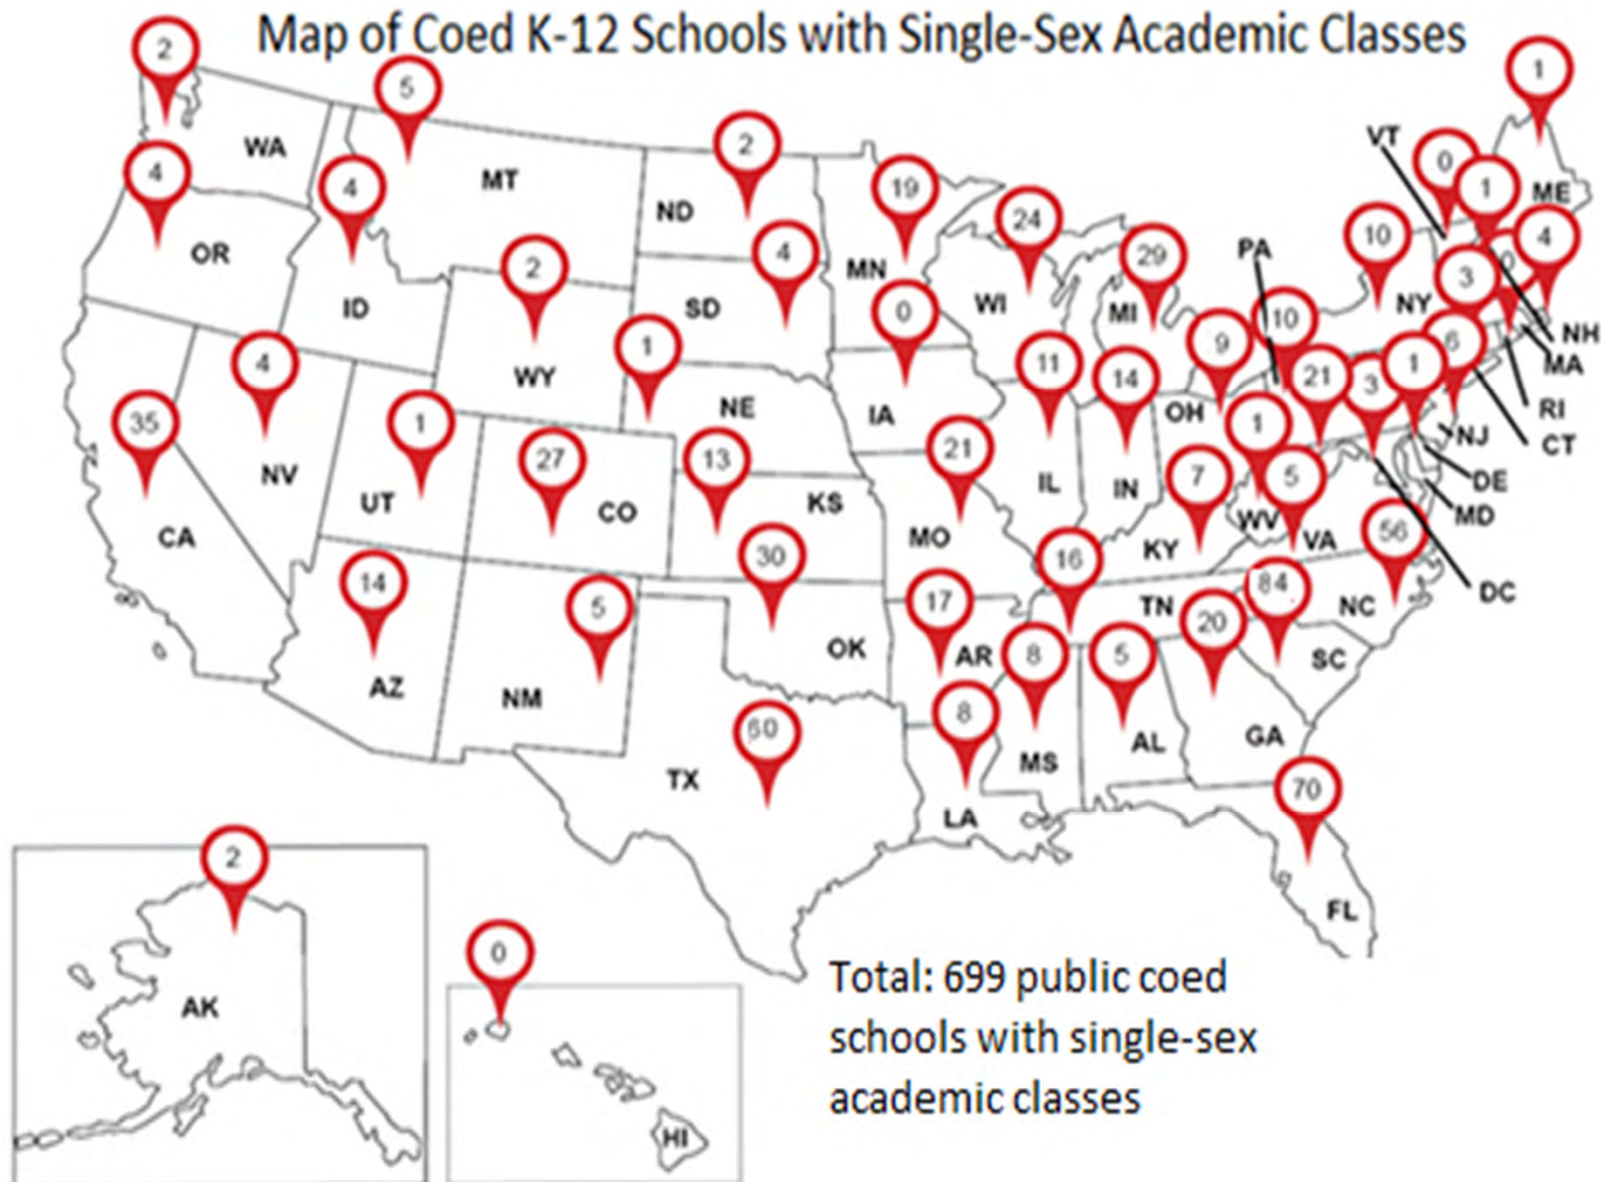 Map of Coed K-12 Schools with Single-Sex Academic Classes
2
5
1
2
VT
0
4
WA
4
MT
19
1
ME
ND
24
10
4
OR
2
4
29
PA
MN
3
0
ID
SD
0
WI
MI
10
NY
NH
4
1
WY
11
14
9
21
3
1
6
MA
35
1
NE
IA
OH
1
RI
NJ
CT
NV
UT
27
CO
13
KS
21
IL
IN
7
WV
5
DE
MD
CA
MO
KY
VA
56
14
5
30
17
16
TN
20
84
NC
DC
AZ
NM
OK
AR
8
5
SC
TX
60
8
MS
AL
GA
LA
70
2
FL
0
AK
HI
Total: 699 public coed
schools with single-sex
academic classes